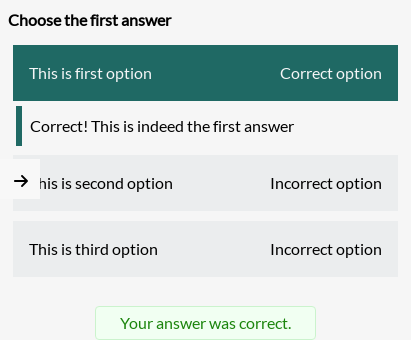 Choose the first answer
This is first option Correct option
Correct! This is indeed the first answer
his is second option Incorrect option
This is third option Incorrect option
Your answer was correct.